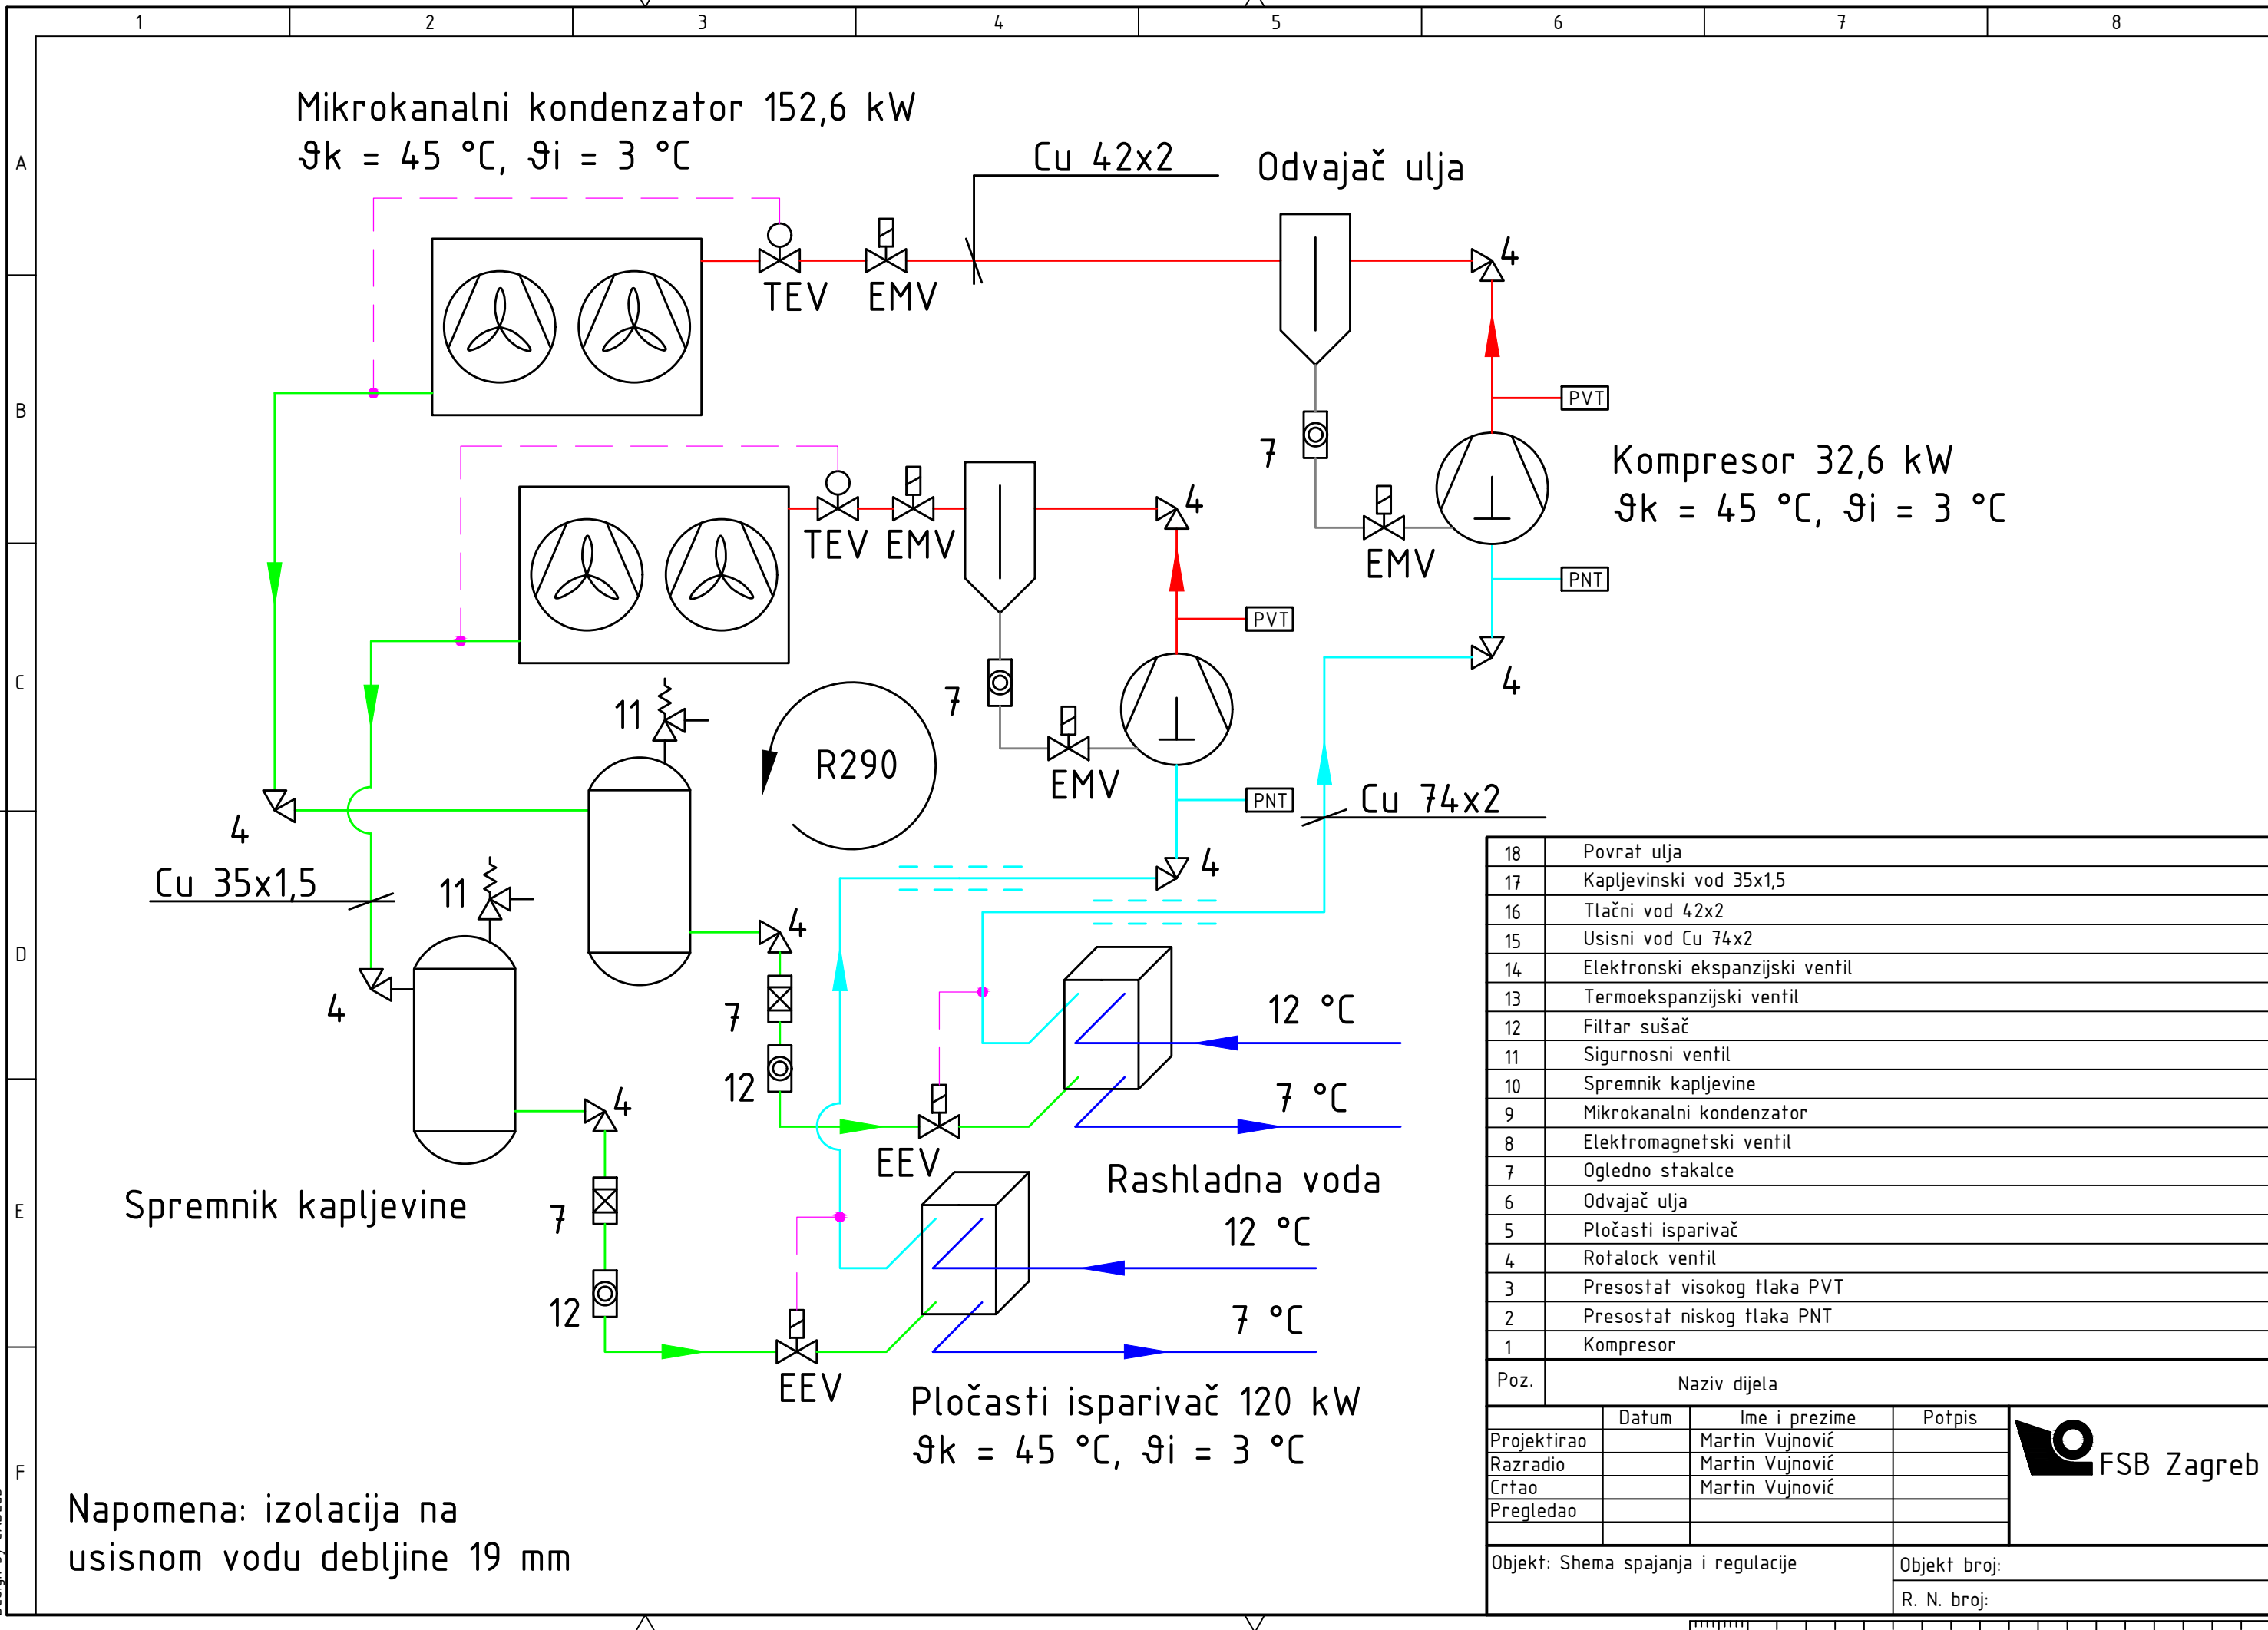 1 2 3 4 5 6 7 8
A
B
C
D
E
F
Mikrokanalni kondenzator 152,6 kW
ϑk = 45 °C, ϑi = 3 °C
Cu 42x2
Odvajač ulja
4
TEV
EMV
PVT
7
Kompresor 32,6 kW
ϑk = 45 °C, ϑi = 3 °C
4
TEV
EMV
EMV
PNT
PVT
4
7
11
R290
EMV
PNT
Cu 74x2
4
4
Cu 35x1,5
11
4
4
7
12 °C
12
7 °C
4
EEV
Rashladna voda
Spremnik kapljevine
7
12 °C
12
7 °C
EEV
Pločasti isparivač 120 kW
ϑk = 45 °C, ϑi = 3 °C
Napomena: izolacija na
usisnom vodu debljine 19 mm
18 Povrat ulja
17 Kapljevinski vod 35x1,5
16 Tlačni vod 42x2
15 Usisni vod Cu 74x2
14 Elektronski ekspanzijski ventil
13 Termoekspanzijski ventil
12 Filtar sušač
11 Sigurnosni ventil
10 Spremnik kapljevine
9 Mikrokanalni kondenzator
8 Elektromagnetski ventil
7 Ogledno stakalce
6 Odvajač ulja
5 Pločasti isparivač
4 Rotalock ventil
3 Presostat visokog tlaka PVT
2 Presostat niskog tlaka PNT
1 Kompresor
Poz. Naziv dijela
Datum Ime i prezime Potpis
Projektirao Martin Vujnović
Razradio Martin Vujnović
Crtao Martin Vujnović
Pregledao
FSB Zagreb
Objekt: Shema spajanja i regulacije
Objekt broj:
R. N. broj: